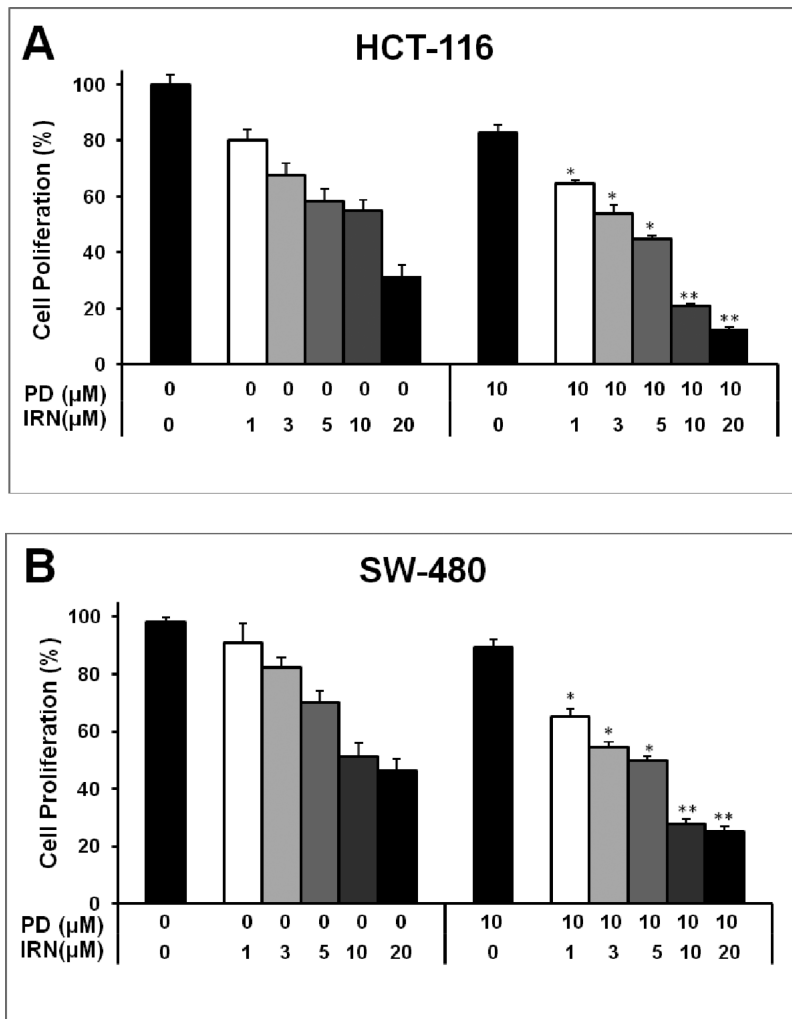 A
HCT-116
Cell Poliferation (%)
100
80
60
40
20
0
* * * ** **
PD (µM) 0 0 0 0 0 0 10 10 10 10 10 10
IRN(µM) 0 1 3 5 10 20 0 1 3 5 10 20
B
SW-480
Cell Proliferation (%)
100
80
60
40
20
0
* * * ** **
PD (µM) 0 0 0 0 0 0 10 10 10 10 10 10
IRN(µM) 0 1 3 5 10 20 0 1 3 5 10 20